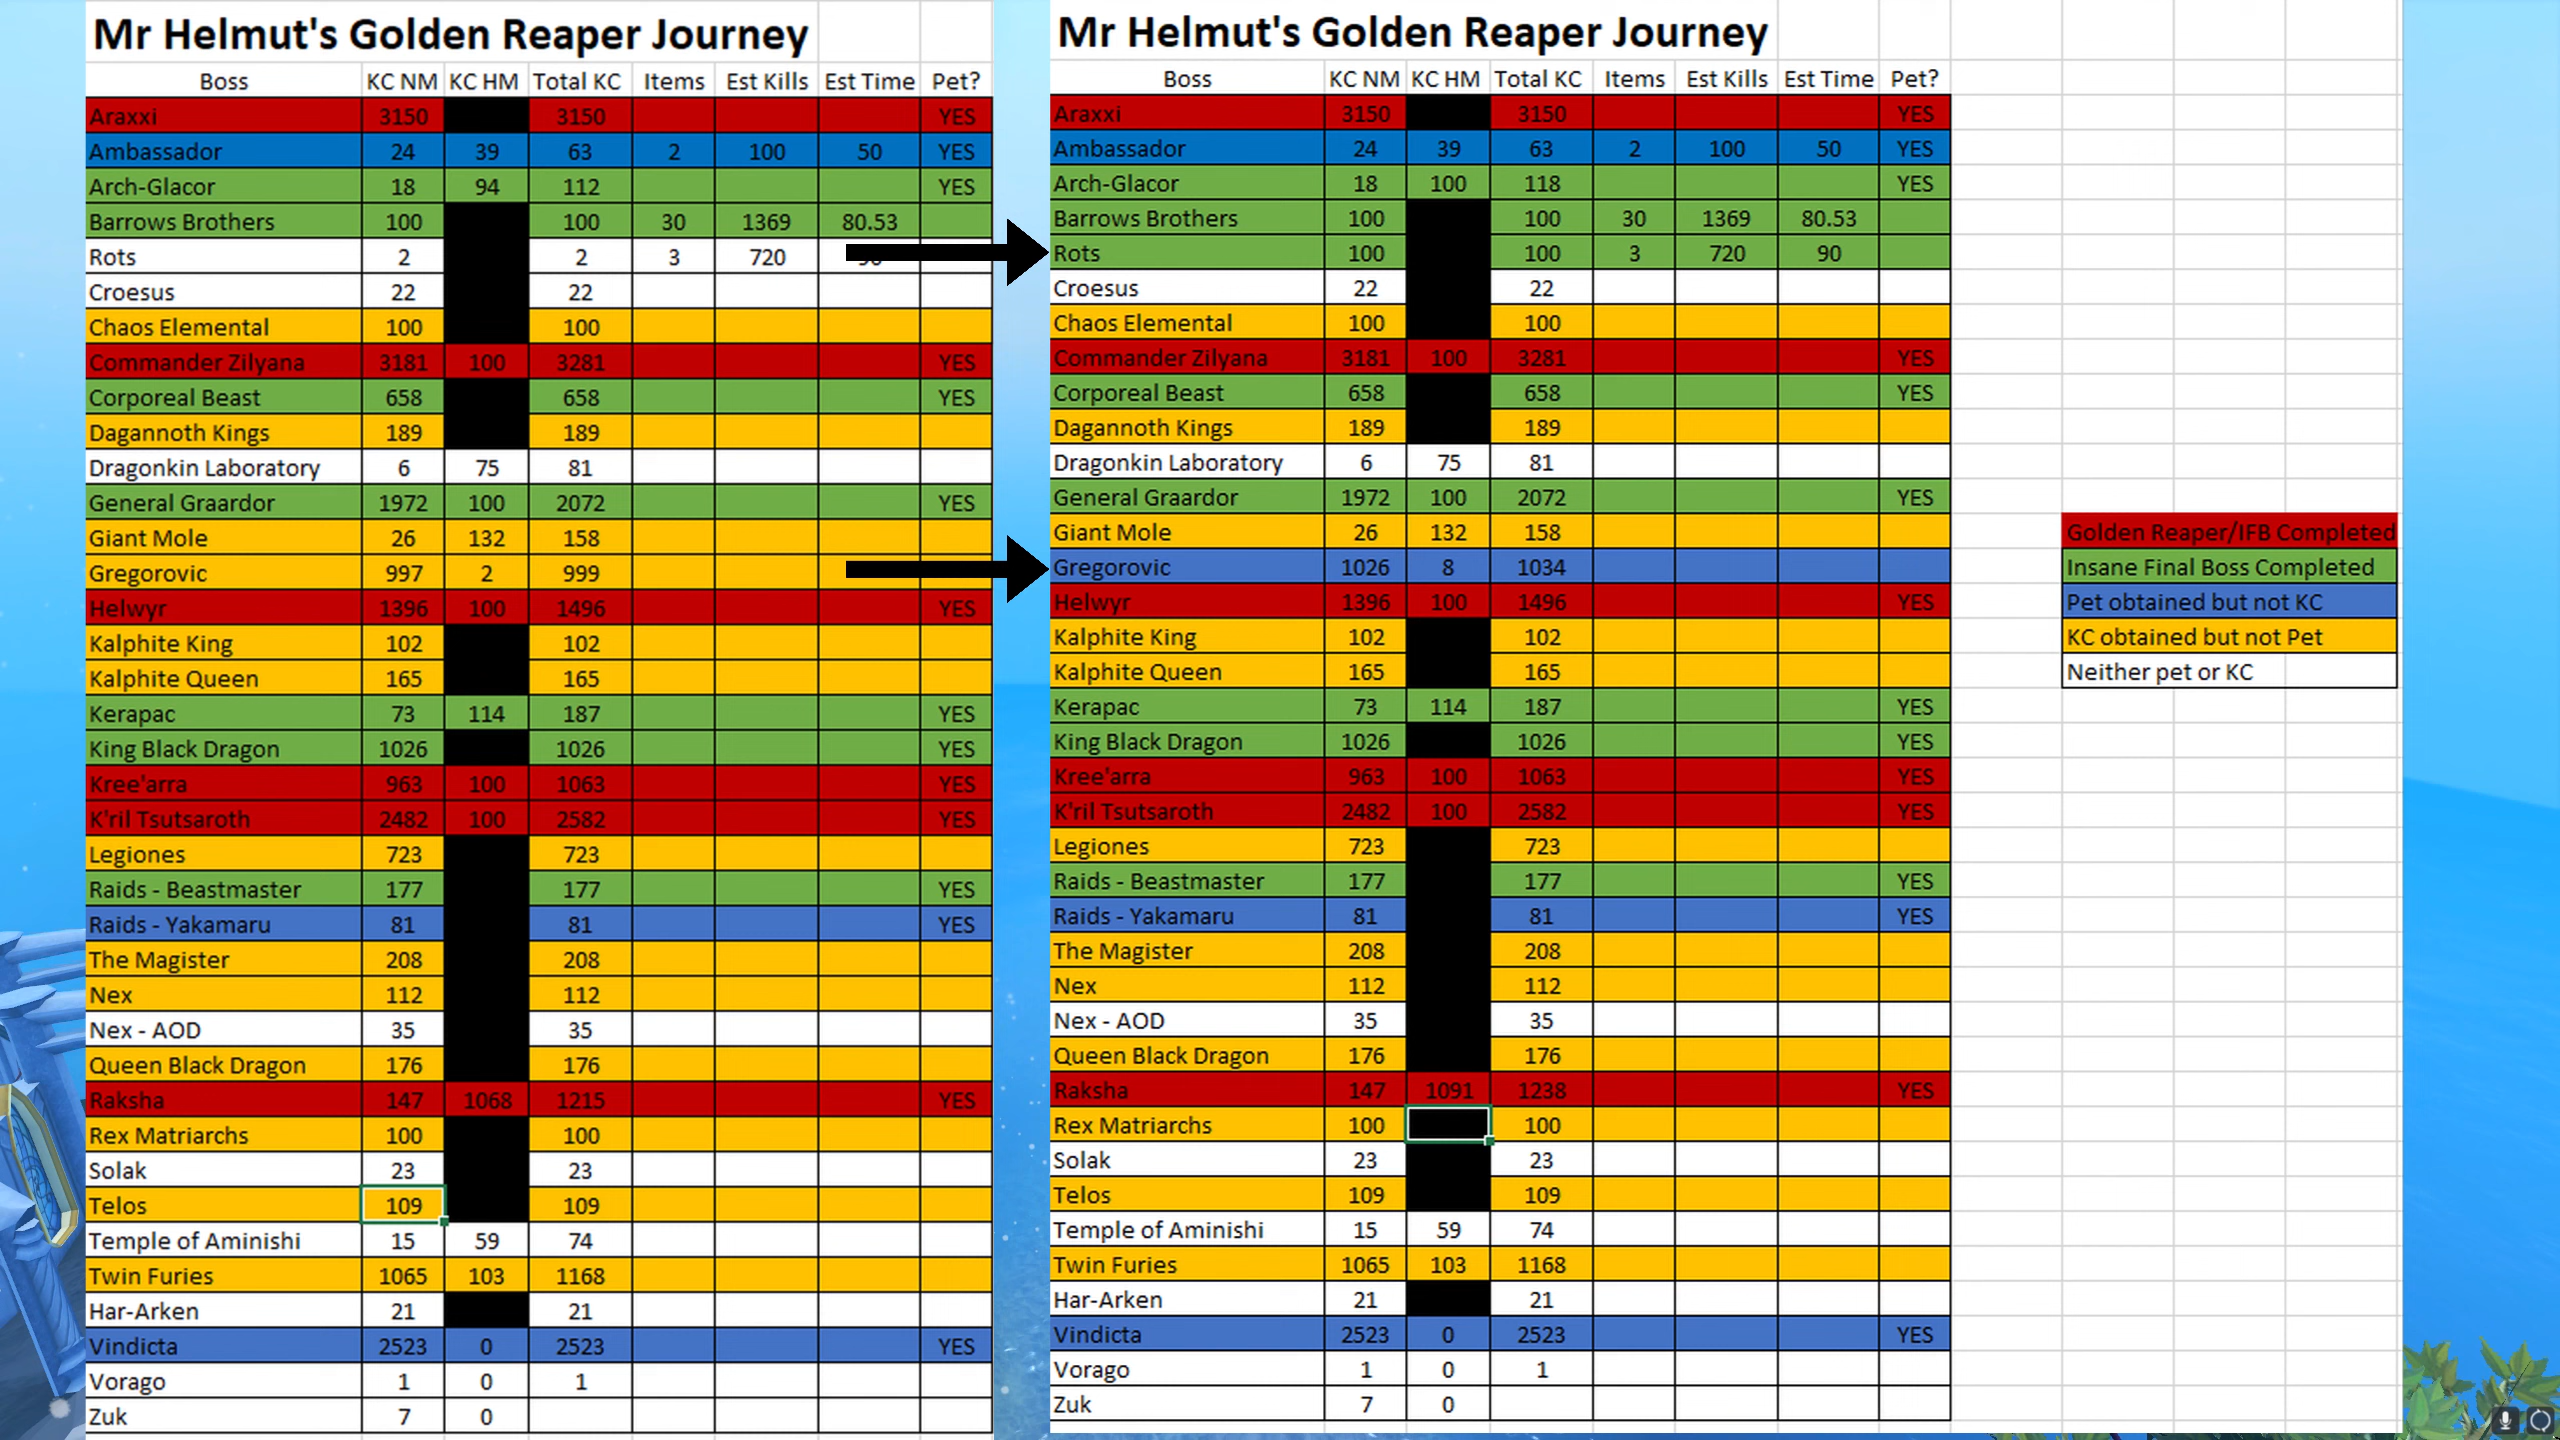 Mr Helmut's Golden Reaper Journey
Boss KC NM KC HM Total KC Items Est Kills Est Time Pet?
Araxxi 3150 3150 YES
Ambassador 24 39 63 2 100 50 YES
Arch-Glacor 18 94 112 YES
Barrows Brothers 100 100 30 1369 80.53
Rots 2 2 3 720
Croesus 22 22
Chaos Elemental 100 100
Commander Zilyana 3181 100 3281 YES
Corporeal Beast 658 658 YES
Dagannoth Kings 189 189
Dragonkin Laboratory 6 75 81
General Graardor 1972 100 2072 YES
Giant Mole 26 132 158
Gregorovic 997 2 999
Helwyr 1396 100 1496 YES
Kalphite King 102 102
Kalphite Queen 165 165
Kerapac 73 114 187 YES
King Black Dragon 1026 1026 YES
Kree'arra 963 100 1063 YES
K'ril Tsutsaroth 2482 100 2582 YES
Legiones 723 723
Raids - Beastmaster 177 177 YES
Raids - Yakamaru 81 81 YES
The Magister 208 208
Nex 112 112
Nex - AOD 35 35
Queen Black Dragon 176 176
Raksha 147 1068 1215 YES
Rex Matriarchs 100 100
Solak 23 23
Telos 109 109
Temple of Aminishi 15 59 74
Twin Furies 1065 103 1168
Har-Arken 21 21
Vindicta 2523 0 2523 YES
Vorago 1 0 1
Zuk 7 0
Mr Helmut's Golden Reaper Journey
Boss KC NM KC HM Total KC Items Est Kills Est Time Pet?
Araxxi 3150 3150 YES
Ambassador 24 39 63 2 100 50 YES
Arch-Glacor 18 100 118 YES
Barrows Brothers 100 100 30 1369 80.53
Rots 100 100 3 720 90
Croesus 22 22
Chaos Elemental 100 100
Commander Zilyana 3181 100 3281 YES
Corporeal Beast 658 658 YES
Dagannoth Kings 189 189
Dragonkin Laboratory 6 75 81
General Graardor 1972 100 2072 YES
Giant Mole 26 132 158
Gregorovic 1026 8 1034
Helwyr 1396 100 1496 YES
Kalphite King 102 102
Kalphite Queen 165 165
Kerapac 73 114 187 YES
King Black Dragon 1026 1026 YES
Kree'arra 963 100 1063 YES
K'ril Tsutsaroth 2482 100 2582 YES
Legiones 723 723
Raids - Beastmaster 177 177 YES
Raids - Yakamaru 81 81 YES
The Magister 208 208
Nex 112 112
Nex - AOD 35 35
Queen Black Dragon 176 176
Raksha 147 1091 1238 YES
Rex Matriarchs 100 100
Solak 23 23
Telos 109 109
Temple of Aminishi 15 59 74
Twin Furies 1065 103 1168
Har-Arken 21 21
Vindicta 2523 0 2523 YES
Vorago 1 0 1
Zuk 7 0
Golden Reaper/IFB Completed
Insane Final Boss Completed
Pet obtained but not KC
KC obtained but not Pet
Neither pet or KC